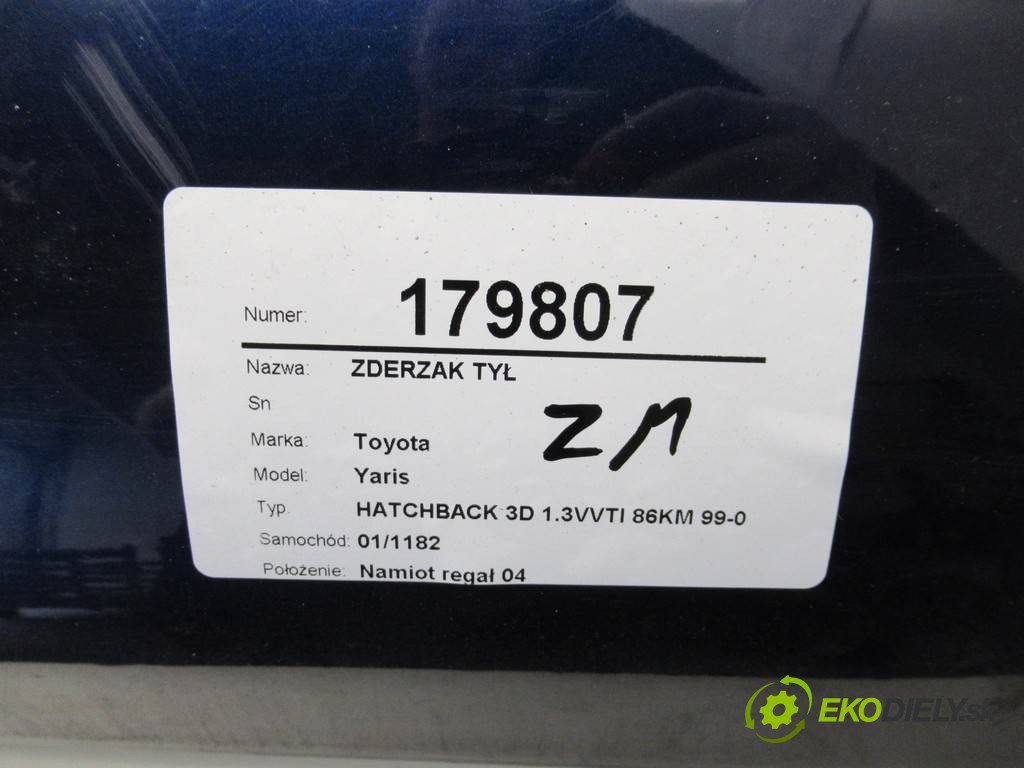 Numer: 179807
Nazwa: ZDERZAK TYŁ
Sn
ZM
Marka: Toyota
Model: Yaris
Typ. HATCHBACK 3D 1.3VVTI 86KM 99-0
Samochód: 01/1182
Położenie: Namiot regał 04
EKODIELY.sk